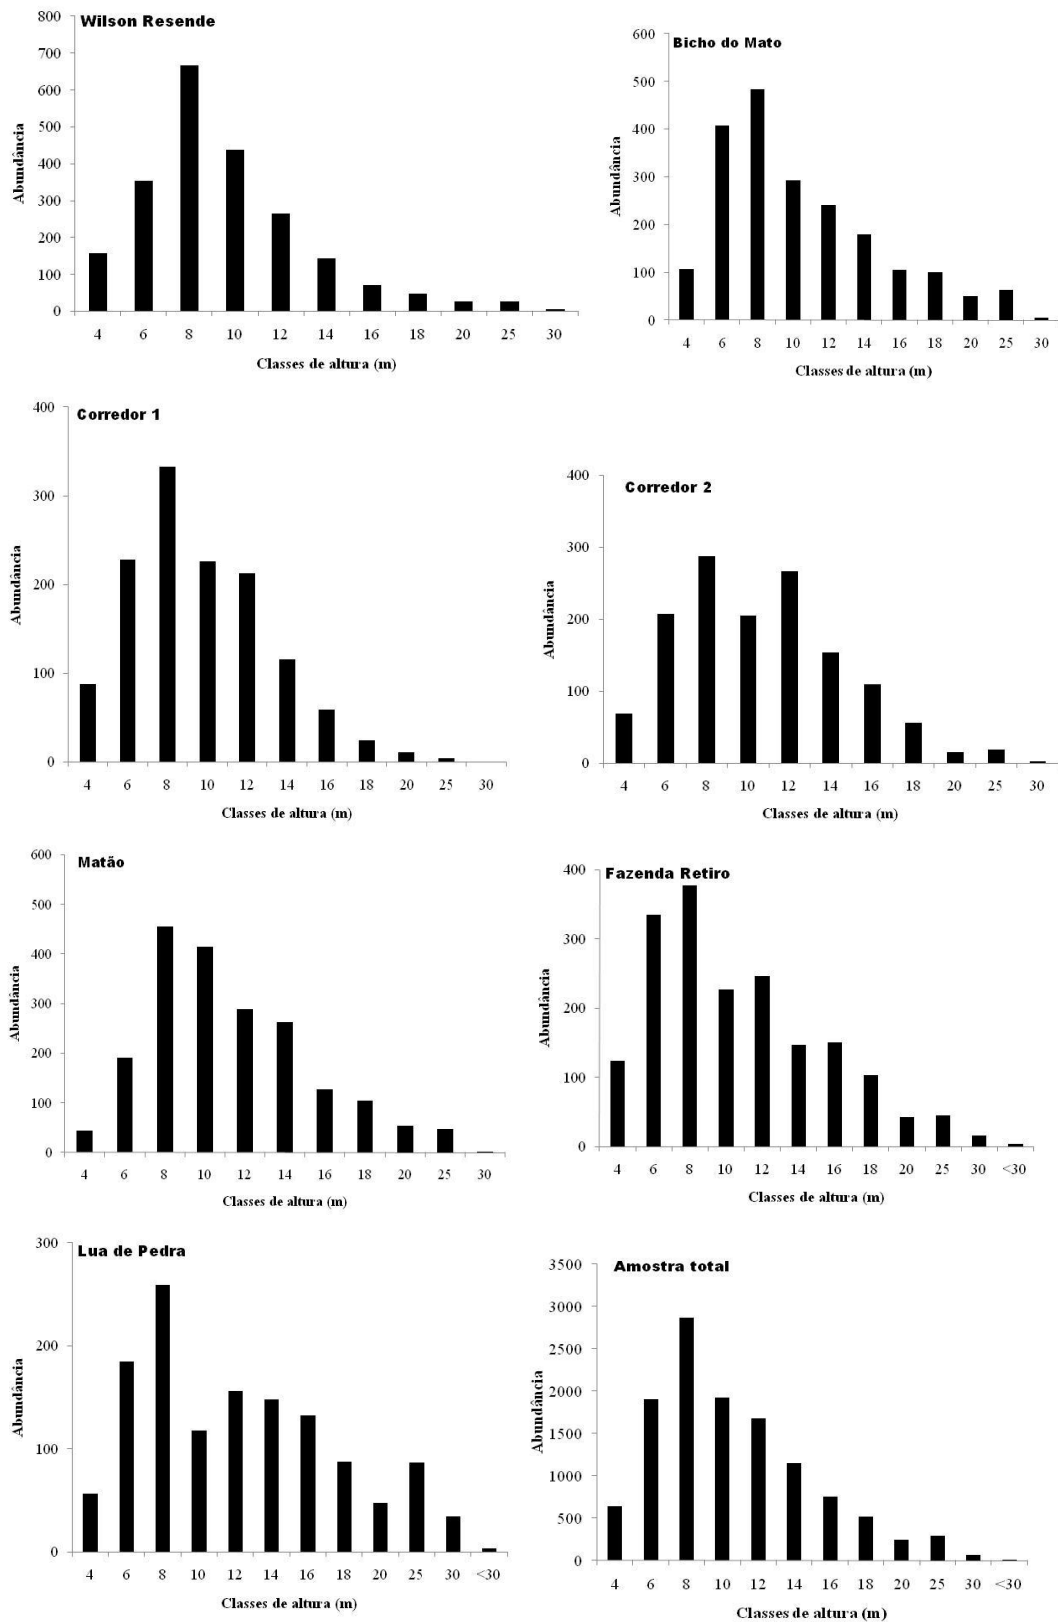 Wilson Resende
Abundância
800
700
600
500
400
300
200
100
0
4 6 8 10 12 14 16 18 20 25 30
Classes de altura (m)
Bicho do Mato
Abundância
600
500
400
300
200
100
0
4 6 8 10 12 14 16 18 20 25 30
Classes de altura (m)
Corredor 1
Abundância
400
300
200
100
0
4 6 8 10 12 14 16 18 20 25 30
Classes de altura (m)
Corredor 2
Abundância
400
300
200
100
0
4 6 8 10 12 14 16 18 20 25 30
Classes de altura (m)
Matão
Abundância
600
500
400
300
200
100
0
4 6 8 10 12 14 16 18 20 25 30
Classes de altura (m)
Fazenda Retiro
Abundância
400
300
200
100
0
4 6 8 10 12 14 16 18 20 25 30 <30
Classes de altura (m)
Lua de Pedra
Abundância
300
200
100
0
4 6 8 10 12 14 16 18 20 25 30 <30
Classes de altura (m)
Amostra total
Abundância
3500
3000
2500
2000
1500
1000
500
0
4 6 8 10 12 14 16 18 20 25 30 <30
Classes de altura (m)